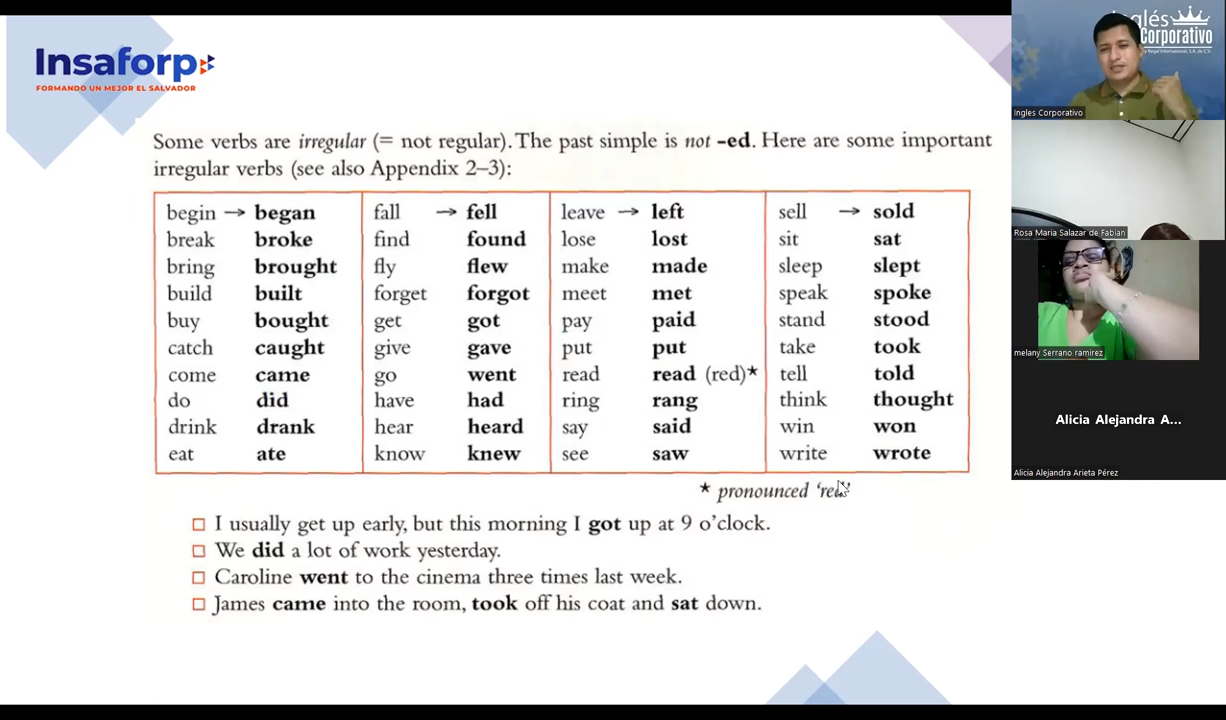 Insaforp
FORMANDO UN MEJOR EL SALVADOR
Some verbs are irregular (= not regular). The past simple is not -ed. Here are some important
irregular verbs (see also Appendix 2–3):
begin → began fall → fell leave → left sell → sold
break broke find found lose lost sit sat
bring brought fly flew make made sleep slept
build built forget forgot meet met speak spoke
buy bought get got pay paid stand stood
catch caught give gave put put take took
come came go went read read (red)* tell told
do did have had ring rang think thought
drink drank hear heard say said win won
eat ate know knew see saw write wrote
* pronounced 'red'
□ I usually get up early, but this morning I got up at 9 o'clock.
□ We did a lot of work yesterday.
□ Caroline went to the cinema three times last week.
□ James came into the room, took off his coat and sat down.
Inglés
Corporativo
Regal International, S.A. de C.V.
Ingles Corporativo
Rosa Maria Salazar de Fabian
melany Serrano ramirez
Alicia Alejandra A...
Alicia Alejandra Arieta Pérez